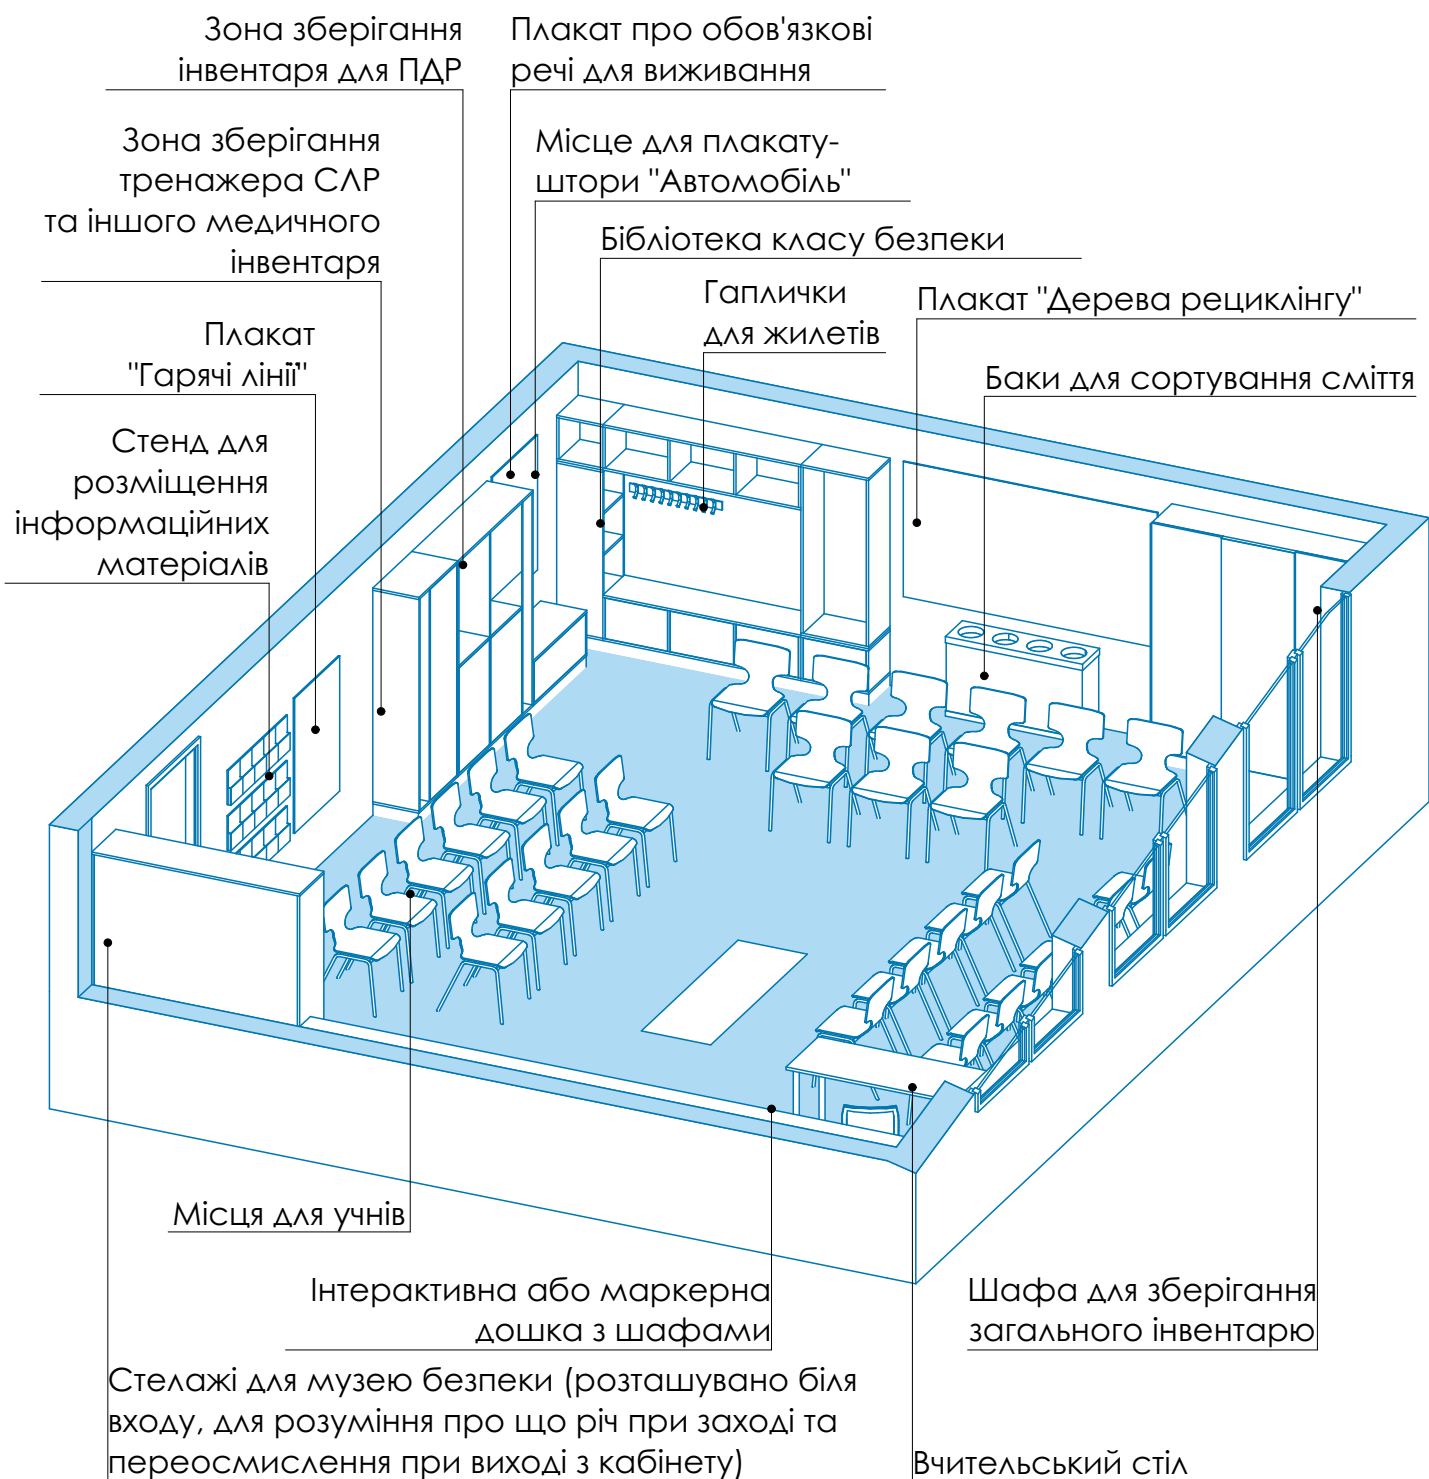 Зона зберігання
інвентаря для ПДР
Плакат про обов'язкові
речі для виживання
Зона зберігання
тренажера СЛР
та іншого медичного
інвентаря
Місце для плакату-
штори "Автомобіль"
Бібліотека класу безпеки
Гаплички
для жилетів
Плакат "Дерева рециклінгу"
Баки для сортування сміття
Плакат
"Гарячі лінії"
Стенд для
розміщення
інформаційних
матеріалів
Місця для учнів
Інтерактивна або маркерна
дошка з шафами
Шафа для зберігання
загального інвентарю
Стелажі для музею безпеки (розташувано біля
входу, для розуміння про що річ при заході та
переосмислення при виході з кабінету)
Вчительський стіл